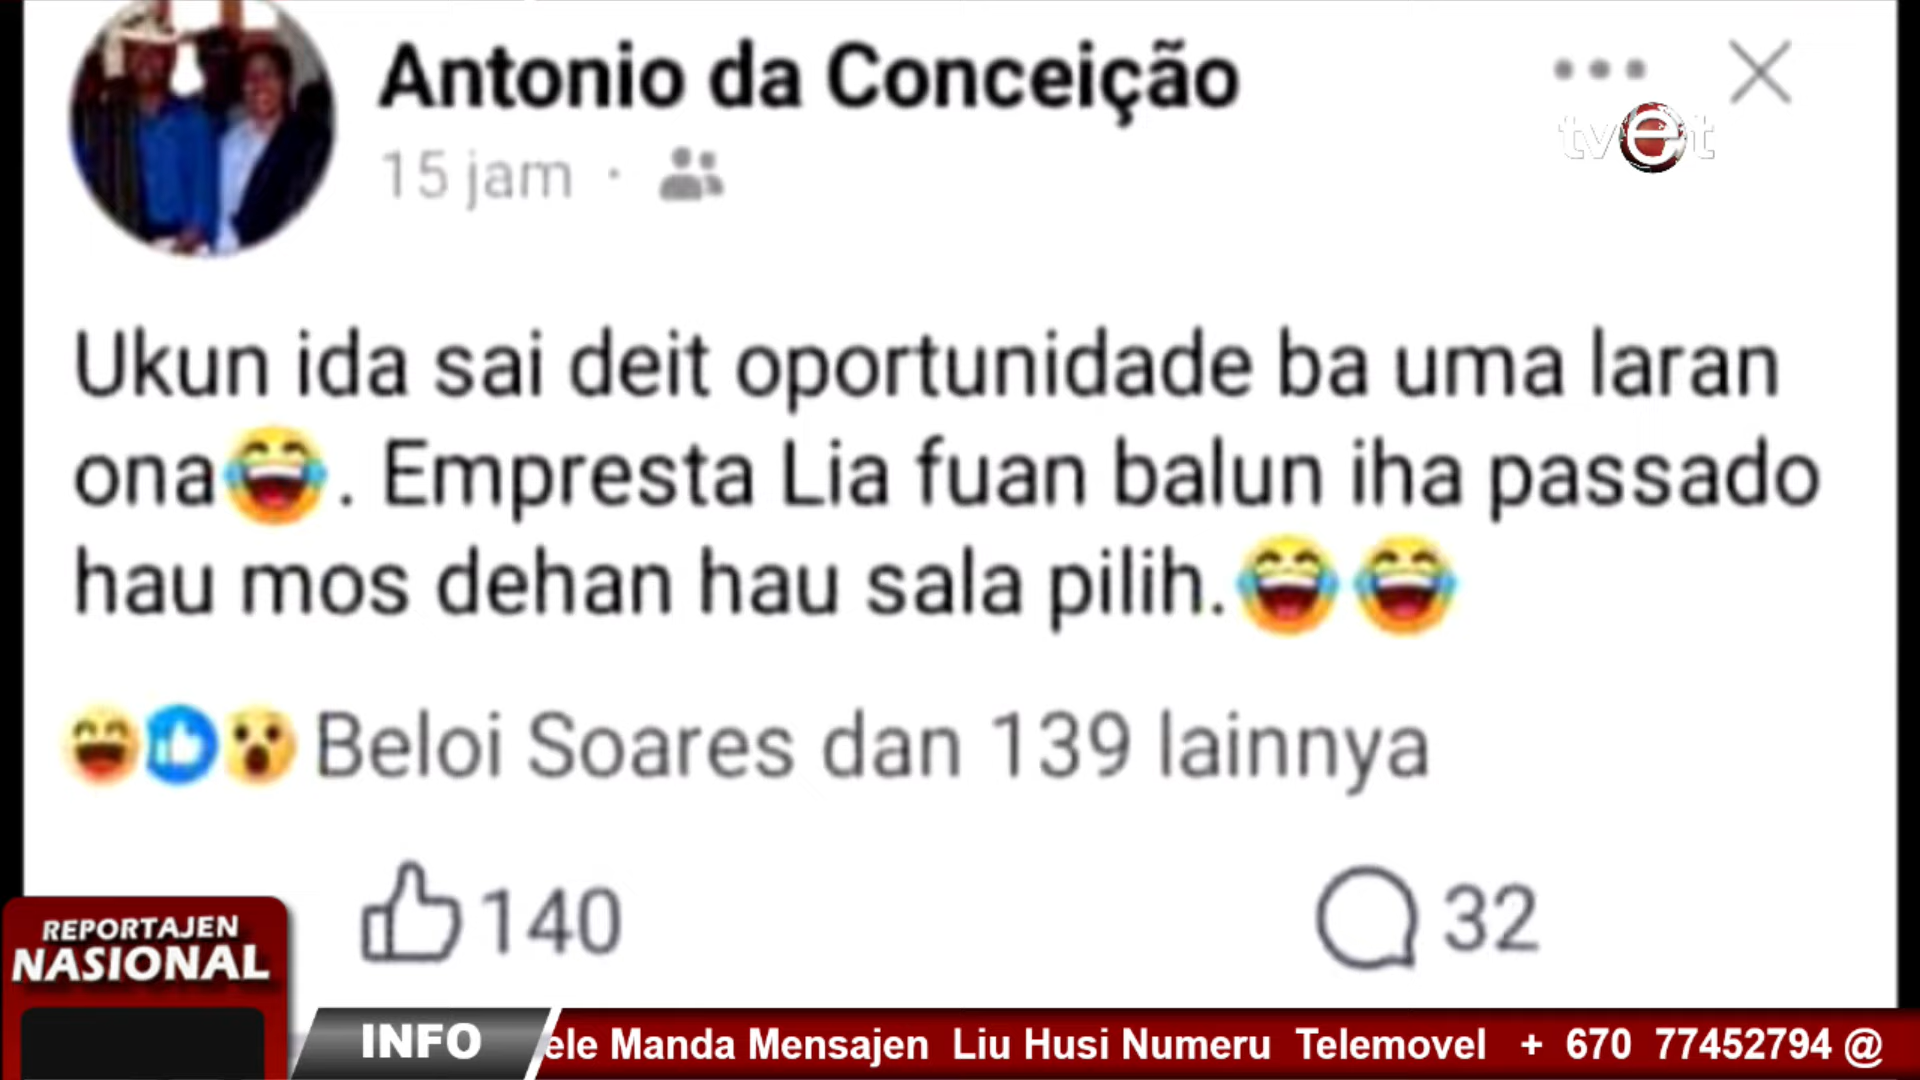 Antonio da Conceição
tvet
15 jam ·
Ukun ida sai deit oportunidade ba uma laran
ona😂. Empresta Lia fuan balun iha passado
hau mos dehan hau sala pilih.😂😂
Beloi Soares dan 139 lainnya
140
32
REPORTAJEN
NASIONAL
INFO
ele Manda Mensajen Liu Husi Numeru Telemovel + 670 77452794 @